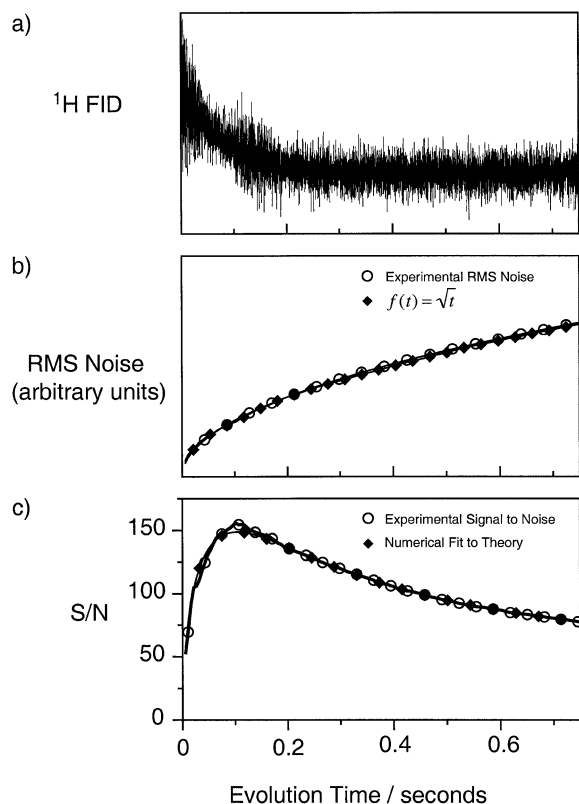 a)
¹H FID
b)
Experimental RMS Noise
f(t) = √t
RMS Noise
(arbitrary units)
c)
Experimental Signal to Noise
Numerical Fit to Theory
150
100
S/N
50
0
0 0.2 0.4 0.6
Evolution Time / seconds